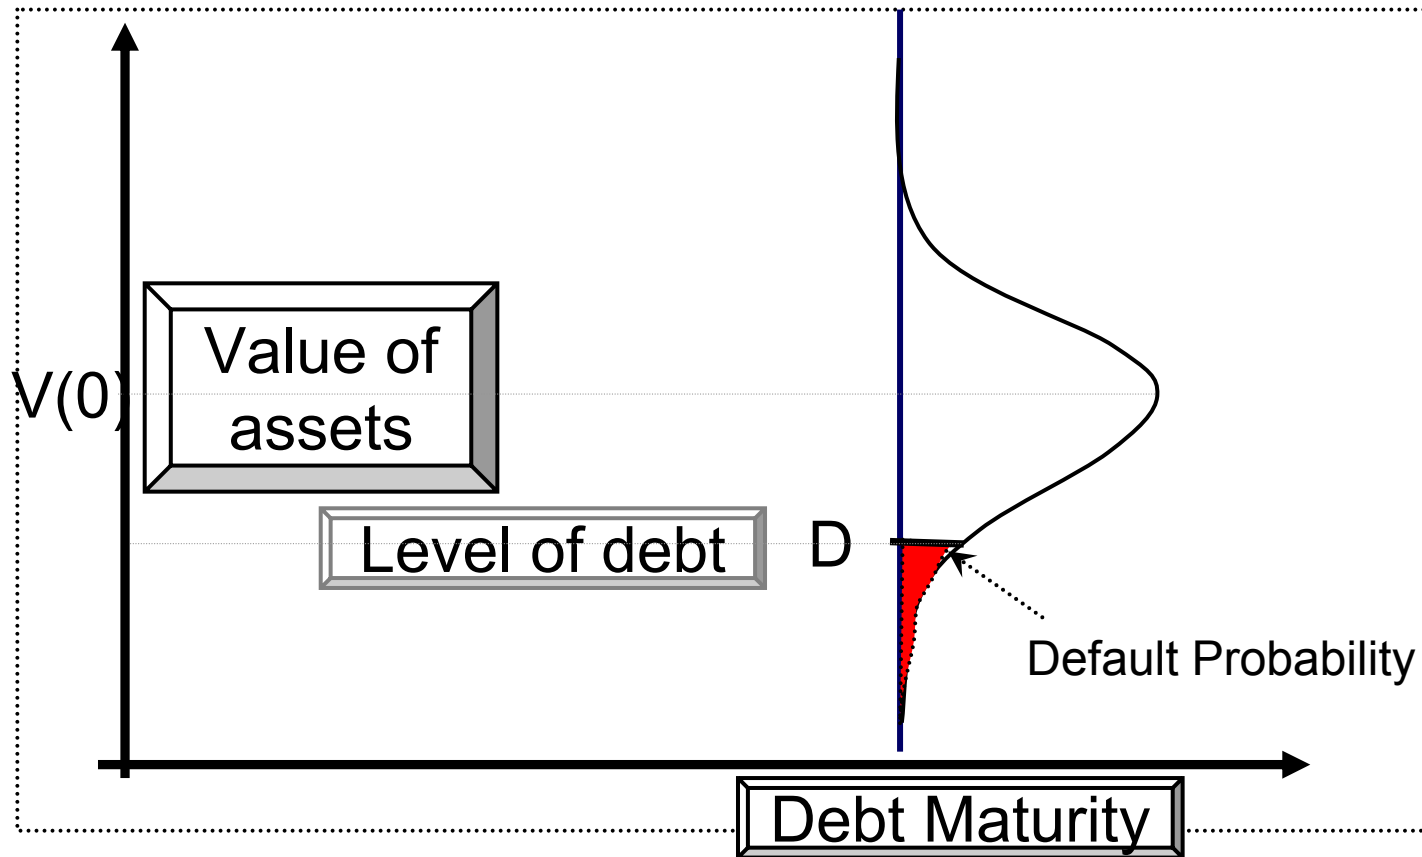 Value of
assets
V(0)
Level of debt
D
Default Probability
Debt Maturity